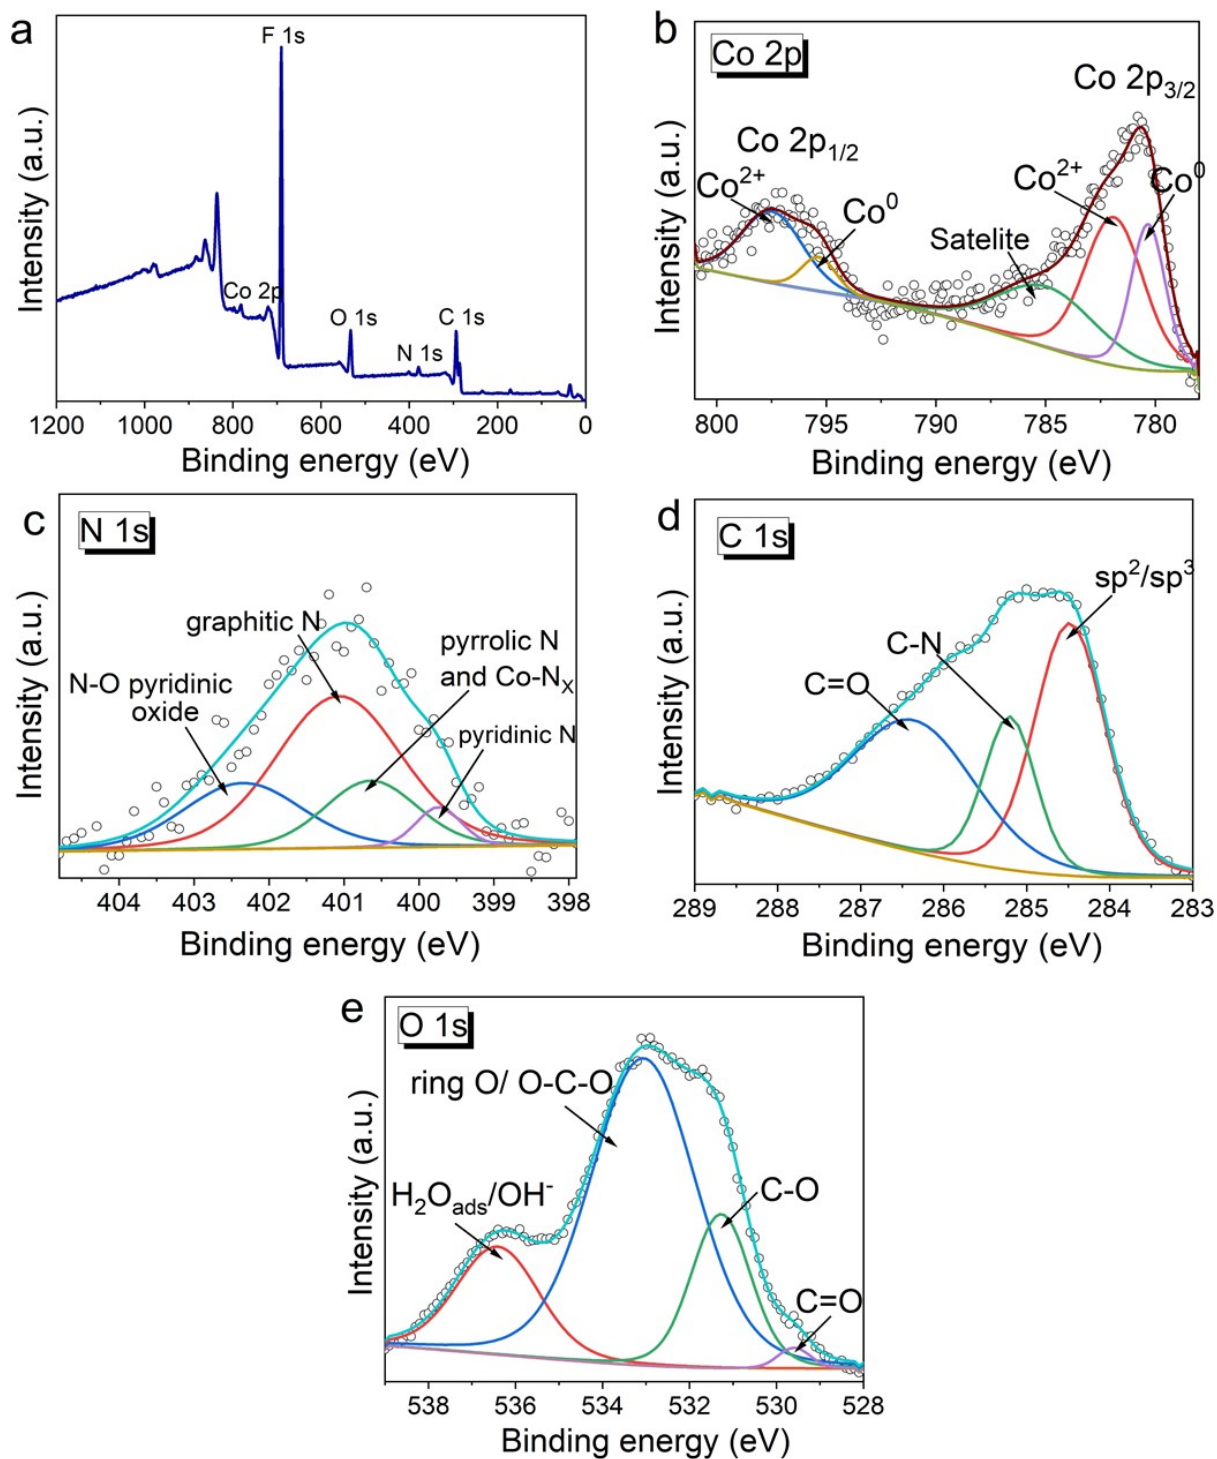 a
F 1s
Co 2p
O 1s
N 1s
C 1s
1200 1000 800 600 400 200 0
Binding energy (eV)
Intensity (a.u.)
b
Co 2p
Co 2p3/2
Co 2p1/2
Co2+
Co0
Satelite
Co2+
Co0
800 795 790 785 780
Binding energy (eV)
Intensity (a.u.)
c
N 1s
graphitic N
pyrrolic N
and Co-NX
N-O pyridinic
oxide
pyridinic N
404 403 402 401 400 399 398
Binding energy (eV)
Intensity (a.u.)
d
C 1s
sp2/sp3
C-N
C=O
289 288 287 286 285 284 283
Binding energy (eV)
Intensity (a.u.)
e
O 1s
ring O/ O-C-O
H2Oads/OH-
C-O
C=O
538 536 534 532 530 528
Binding energy (eV)
Intensity (a.u.)